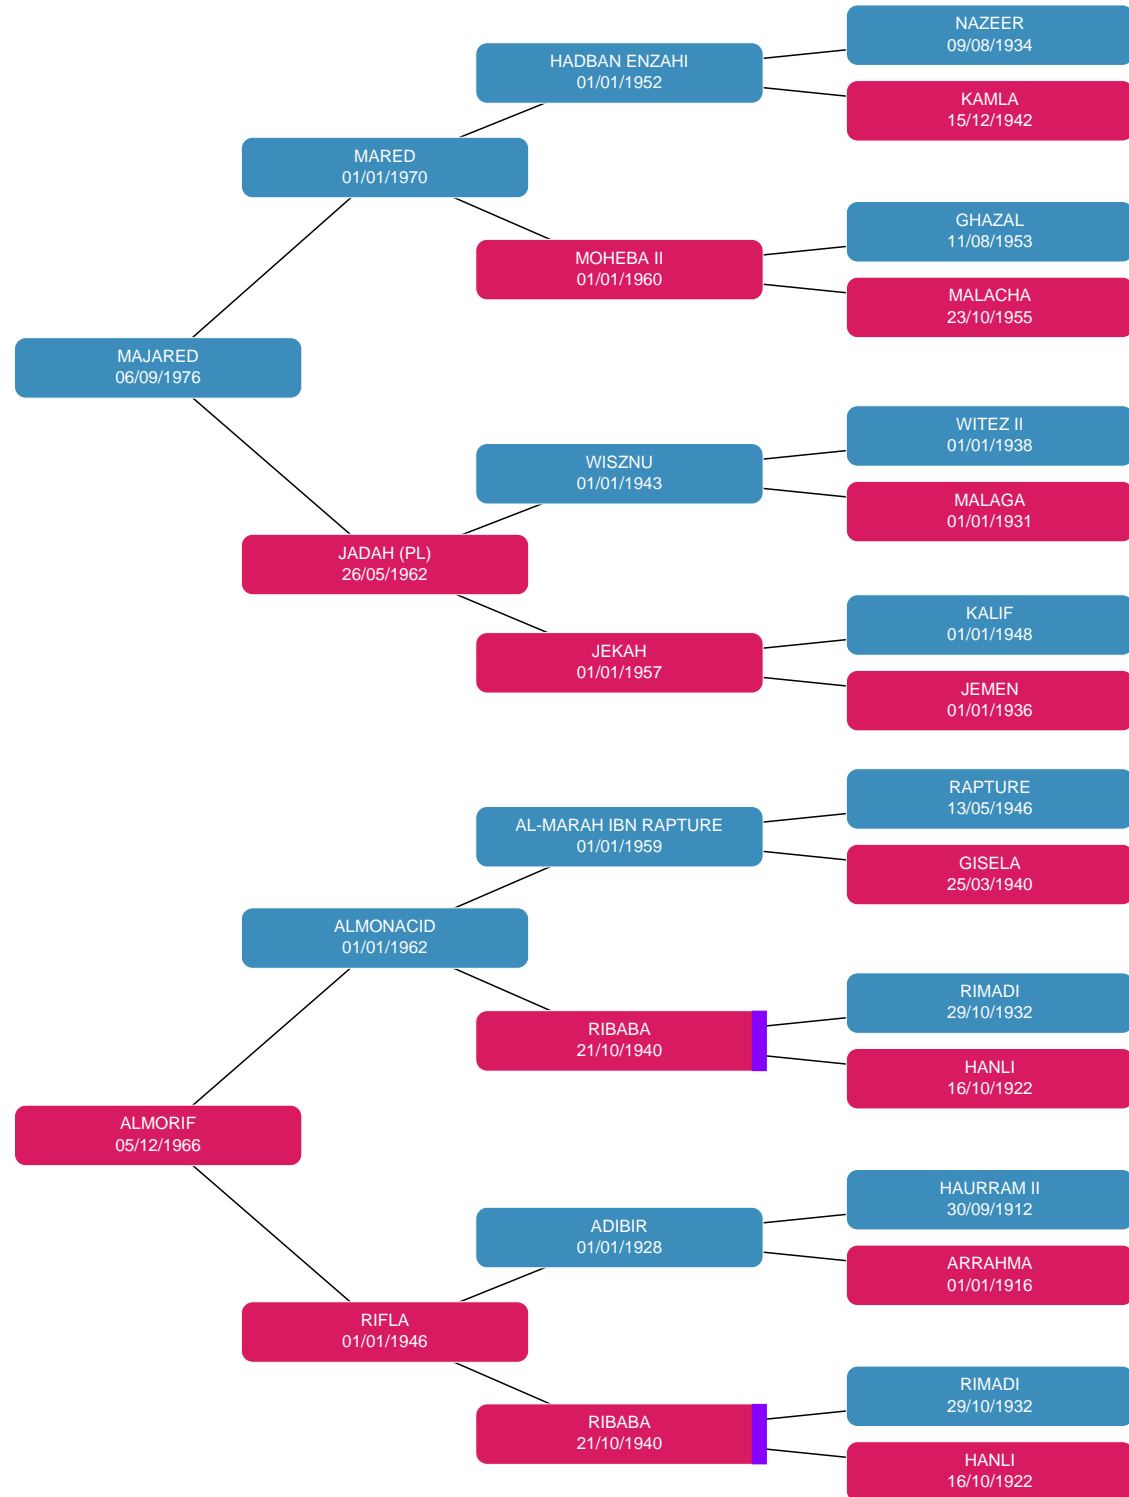 NAZEER
09/08/1934
HADBAN ENZAHI
01/01/1952
KAMLA
15/12/1942
MARED
01/01/1970
GHAZAL
11/08/1953
MOHEBA II
01/01/1960
MALACHA
23/10/1955
MAJARED
06/09/1976
WITEZ II
01/01/1938
WISZNU
01/01/1943
MALAGA
01/01/1931
JADAH (PL)
26/05/1962
KALIF
01/01/1948
JEKAH
01/01/1957
JEMEN
01/01/1936
RAPTURE
13/05/1946
AL-MARAH IBN RAPTURE
01/01/1959
GISELA
25/03/1940
ALMONACID
01/01/1962
RIMADI
29/10/1932
RIBABA
21/10/1940
HANLI
16/10/1922
ALMORIF
05/12/1966
HAURRAM II
30/09/1912
ADIBIR
01/01/1928
ARRAHMA
01/01/1916
RIFLA
01/01/1946
RIMADI
29/10/1932
RIBABA
21/10/1940
HANLI
16/10/1922